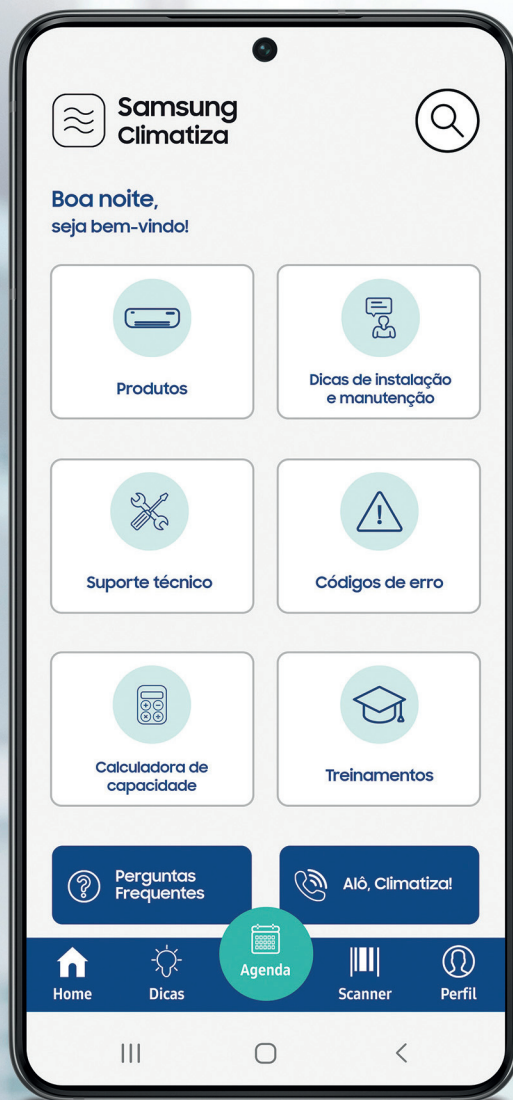 Samsung
Climatiza
Boa noite,
seja bem-vindo!
Produtos
Dicas de instalação
e manutenção
Suporte técnico
Códigos de erro
Calculadora de
capacidade
Treinamentos
Perguntas
Frequentes
Alô, Climatiza!
Home
Dicas
Agenda
Scanner
Perfil